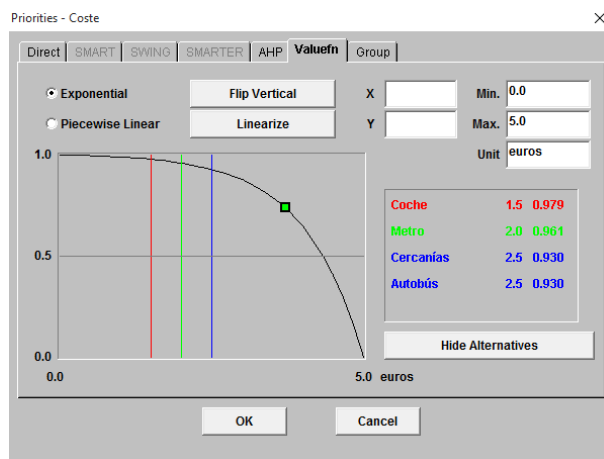 Priorities - Coste
Direct SMART SWING SMARTER AHP Valuefn Group
Exponential Flip Vertical X Min. 0.0
Piecewise Linear Linearize Y Max. 5.0
Unit euros
1.0
Coche 1.5 0.979
Metro 2.0 0.961
0.5 Cercanías 2.5 0.930
Autobús 2.5 0.930
Hide Alternatives
0.0
0.0 5.0 euros
OK Cancel